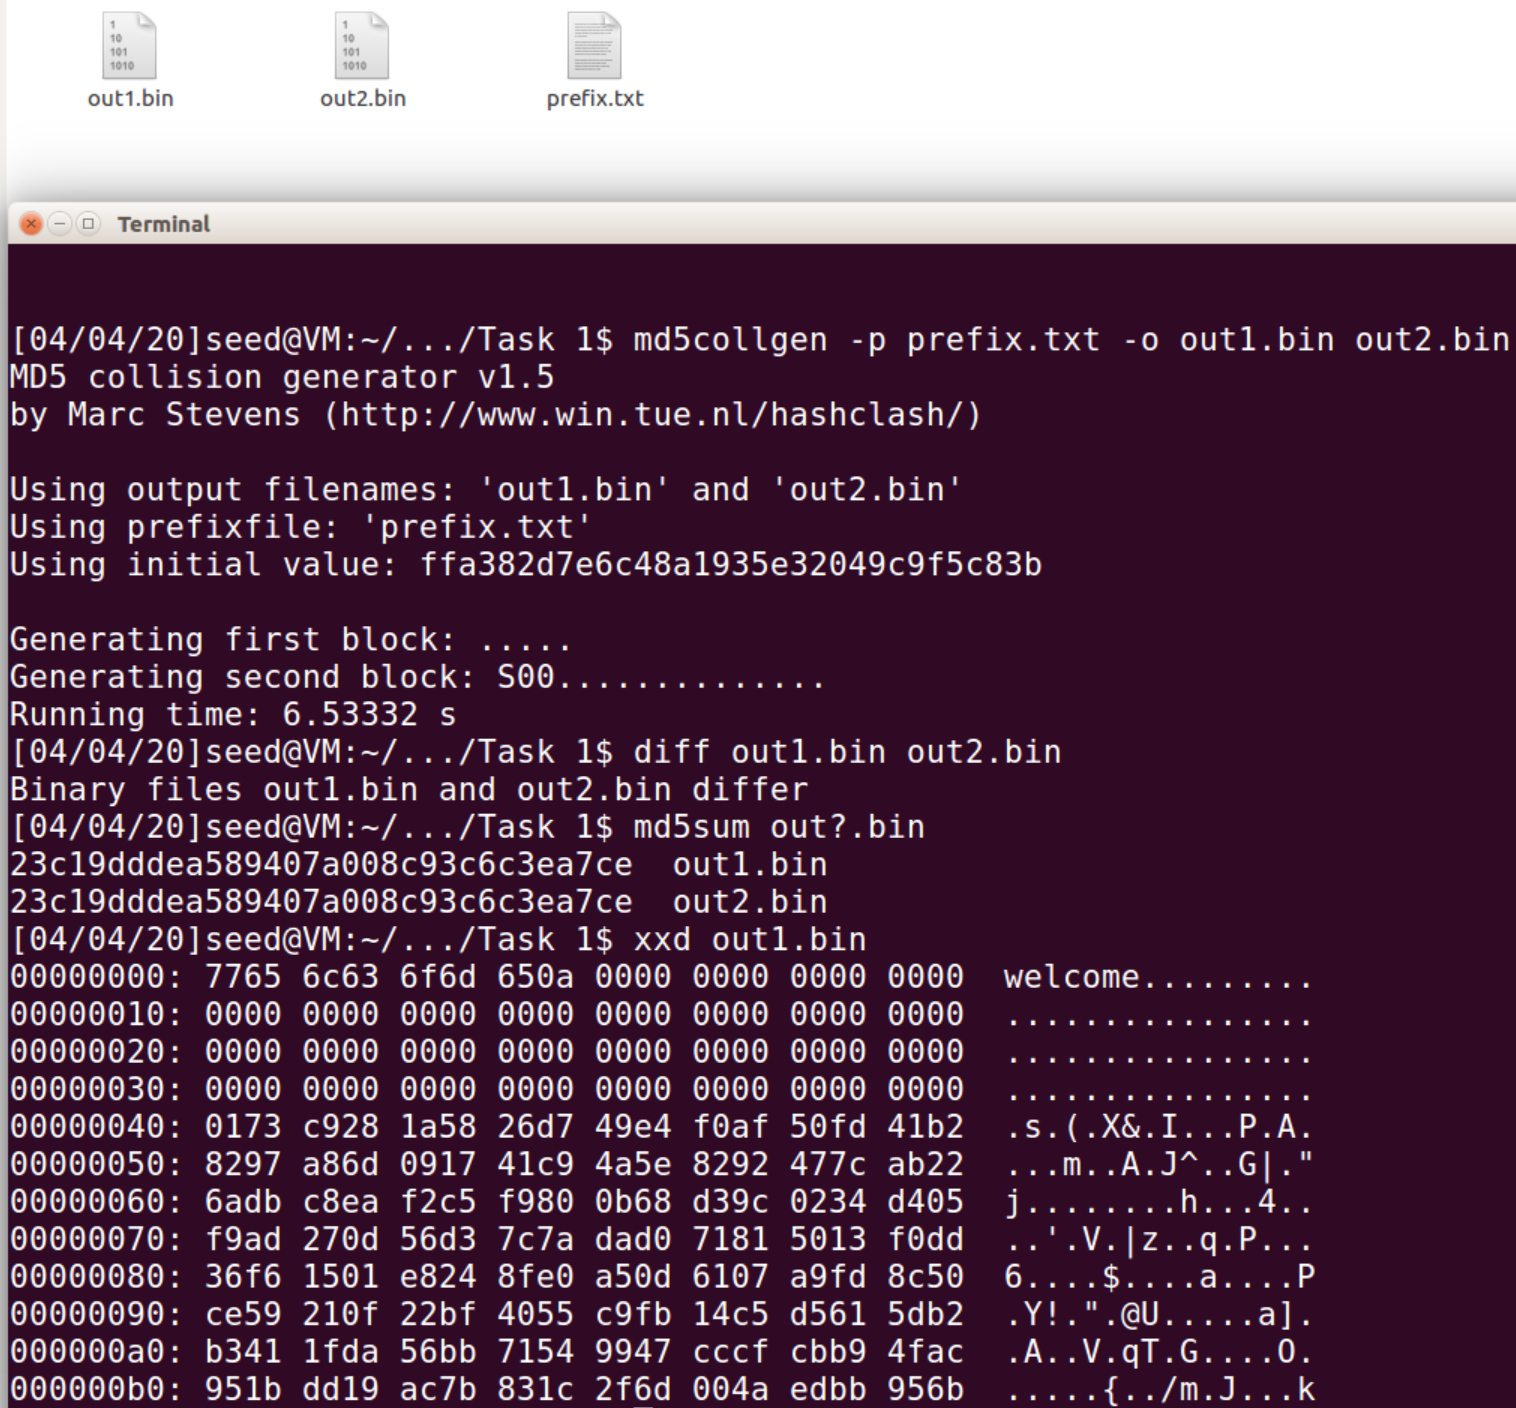 1
10
101
1010
1
10
101
1010
out1.bin out2.bin prefix.txt
Terminal
[04/04/20]seed@VM:~/.../Task 1$ md5collgen -p prefix.txt -o out1.bin out2.bin
MD5 collision generator v1.5
by Marc Stevens (http://www.win.tue.nl/hashclash/)
Using output filenames: 'out1.bin' and 'out2.bin'
Using prefixfile: 'prefix.txt'
Using initial value: ffa382d7e6c48a1935e32049c9f5c83b
Generating first block: .....
Generating second block: S00..............
Running time: 6.53332 s
[04/04/20]seed@VM:~/.../Task 1$ diff out1.bin out2.bin
Binary files out1.bin and out2.bin differ
[04/04/20]seed@VM:~/.../Task 1$ md5sum out?.bin
23c19dddea589407a008c93c6c3ea7ce  out1.bin
23c19dddea589407a008c93c6c3ea7ce  out2.bin
[04/04/20]seed@VM:~/.../Task 1$ xxd out1.bin
00000000: 7765 6c63 6f6d 650a 0000 0000 0000 0000  welcome.........
00000010: 0000 0000 0000 0000 0000 0000 0000 0000  ................
00000020: 0000 0000 0000 0000 0000 0000 0000 0000  ................
00000030: 0000 0000 0000 0000 0000 0000 0000 0000  ................
00000040: 0173 c928 1a58 26d7 49e4 f0af 50fd 41b2  .s.(.X&.I...P.A.
00000050: 8297 a86d 0917 41c9 4a5e 8292 477c ab22  ...m..A.J^..G|."
00000060: 6adb c8ea f2c5 f980 0b68 d39c 0234 d405  j........h...4..
00000070: f9ad 270d 56d3 7c7a dad0 7181 5013 f0dd  ..'.V.|z..q.P...
00000080: 36f6 1501 e824 8fe0 a50d 6107 a9fd 8c50  6....$....a....P
00000090: ce59 210f 22bf 4055 c9fb 14c5 d561 5db2  .Y!.".@U.....a].
000000a0: b341 1fda 56bb 7154 9947 cccf cbb9 4fac  .A..V.qT.G....O.
000000b0: 951b dd19 ac7b 831c 2f6d 004a edbb 956b  .....{../m.J...k